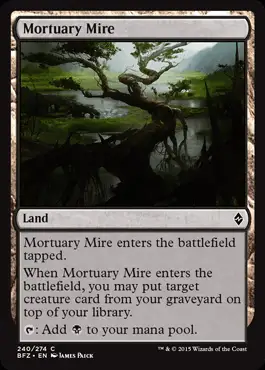 Mortuary Mire
Land
Mortuary Mire enters the battlefield
tapped.
When Mortuary Mire enters the
battlefield, you may put target
creature card from your graveyard on
top of your library.
: Add to your mana pool.
240/274 C
BFZ • EN JAMES PAICK
™ & © 2015 Wizards of the Coast